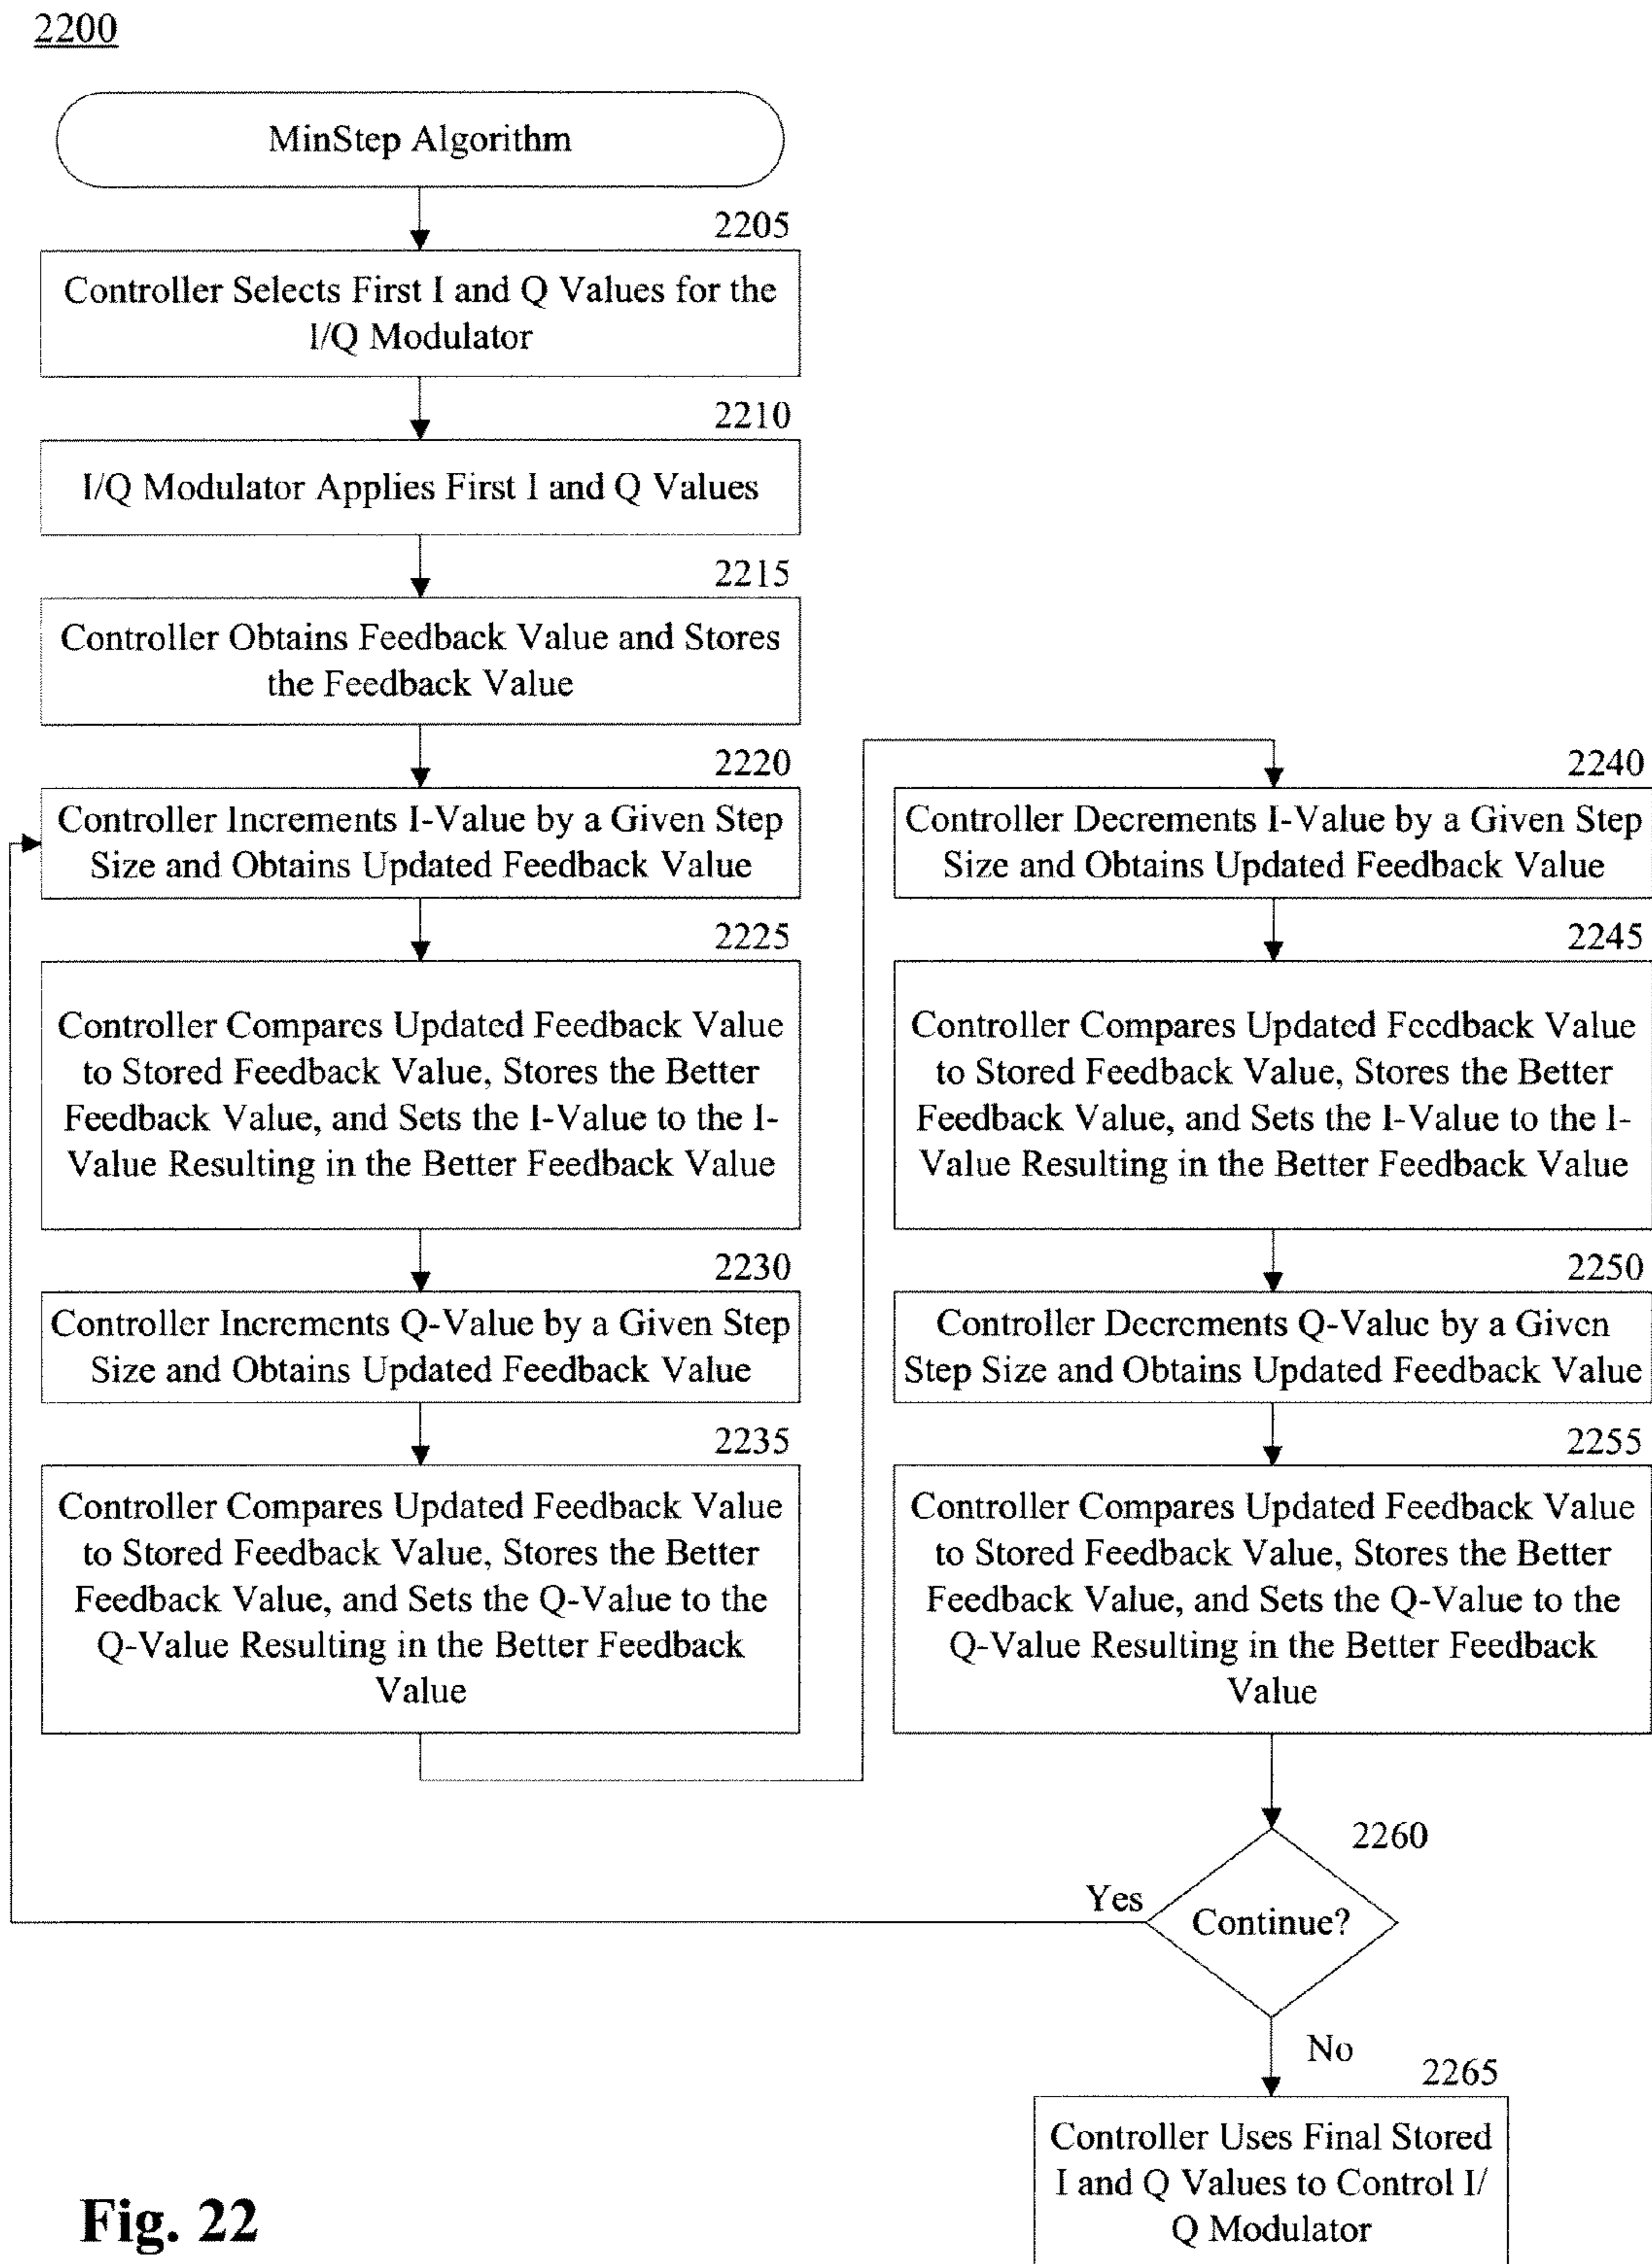 2200
MinStep Algorithm
2205
Controller Selects First I and Q Values for the
I/Q Modulator
2210
I/Q Modulator Applies First I and Q Values
2215
Controller Obtains Feedback Value and Stores
the Feedback Value
2220
Controller Increments I-Value by a Given Step
Size and Obtains Updated Feedback Value
2225
Controller Compares Updated Feedback Value
to Stored Feedback Value, Stores the Better
Feedback Value, and Sets the I-Value to the I-
Value Resulting in the Better Feedback Value
2230
Controller Increments Q-Value by a Given Step
Size and Obtains Updated Feedback Value
2235
Controller Compares Updated Feedback Value
to Stored Feedback Value, Stores the Better
Feedback Value, and Sets the Q-Value to the
Q-Value Resulting in the Better Feedback
Value
2240
Controller Decrements I-Value by a Given Step
Size and Obtains Updated Feedback Value
2245
Controller Compares Updated Feedback Value
to Stored Feedback Value, Stores the Better
Feedback Value, and Sets the I-Value to the I-
Value Resulting in the Better Feedback Value
2250
Controller Decrements Q-Value by a Given
Step Size and Obtains Updated Feedback Value
2255
Controller Compares Updated Feedback Value
to Stored Feedback Value, Stores the Better
Feedback Value, and Sets the Q-Value to the
Q-Value Resulting in the Better Feedback
Value
2260
Continue?
Yes
No
2265
Controller Uses Final Stored
I and Q Values to Control I/
Q Modulator
Fig. 22